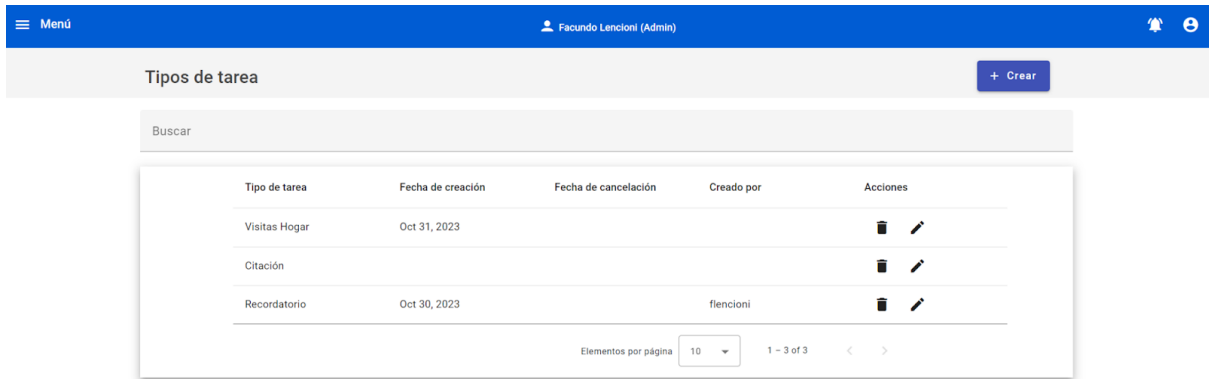 Menú Facundo Lencioni (Admin)
Tipos de tarea + Crear
Buscar
Tipo de tarea Fecha de creación Fecha de cancelación Creado por Acciones
Visitas Hogar Oct 31, 2023
Citación
Recordatorio Oct 30, 2023 flencioni
Elementos por página 10 1 – 3 of 3